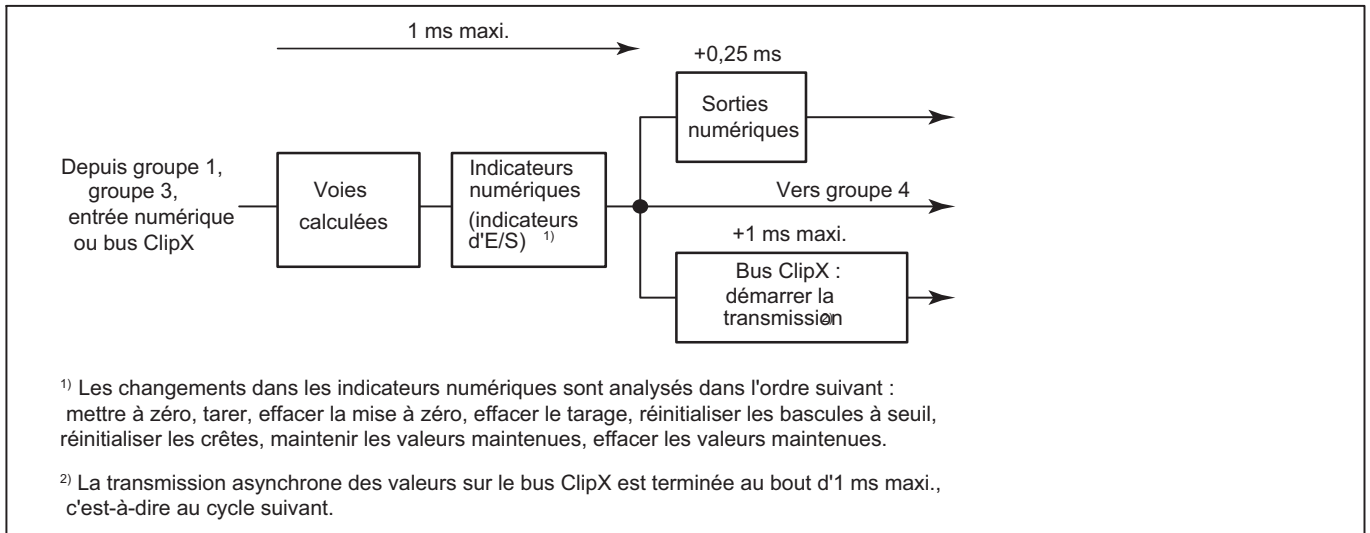 1 ms maxi.
+0,25 ms
Sorties
numériques
Depuis groupe 1,
groupe 3,
entrée numérique
ou bus ClipX
Voies
calculées
Indicateurs
numériques
(indicateurs
d'E/S) 1)
Vers groupe 4
+1 ms maxi.
Bus ClipX :
démarrer la
transmission2)
1) Les changements dans les indicateurs numériques sont analysés dans l'ordre suivant :
mettre à zéro, tarer, effacer la mise à zéro, effacer le tarage, réinitialiser les bascules à seuil,
réinitialiser les crêtes, maintenir les valeurs maintenues, effacer les valeurs maintenues.
2) La transmission asynchrone des valeurs sur le bus ClipX est terminée au bout d'1 ms maxi.,
c'est-à-dire au cycle suivant.